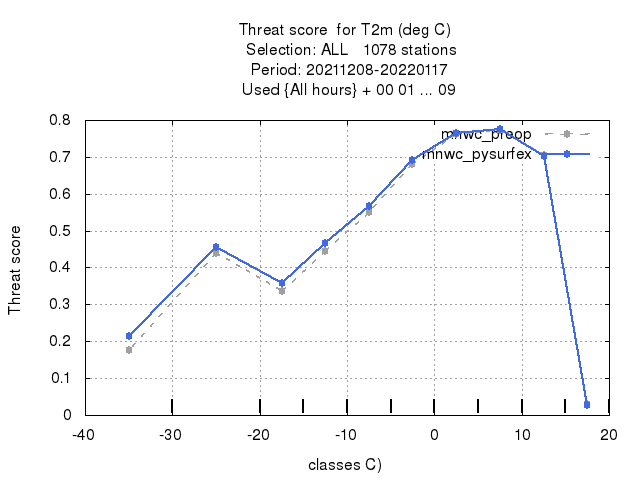 Threat score  for T2m (deg C)
Selection: ALL   1078 stations
Period: 20211208-20220117
Used {All hours} + 00 01 ... 09
mnwc_preop
mnwc_pysurfex
Threat score
0.8
0.7
0.6
0.5
0.4
0.3
0.2
0.1
0
-40 -30 -20 -10 0 10 20
classes C)